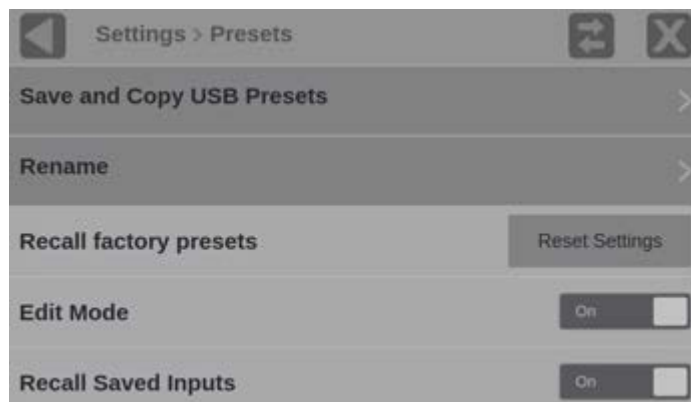 Settings > Presets
Save and Copy USB Presets
Rename
Recall factory presets
Reset Settings
Edit Mode
On
Recall Saved Inputs
On